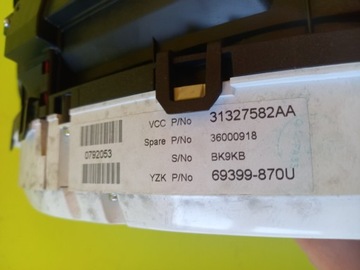 VCC P/No 31327582AA
Spare P/No 36000918
S/No BK9KB
YZK P/No 69399-870U
0792053